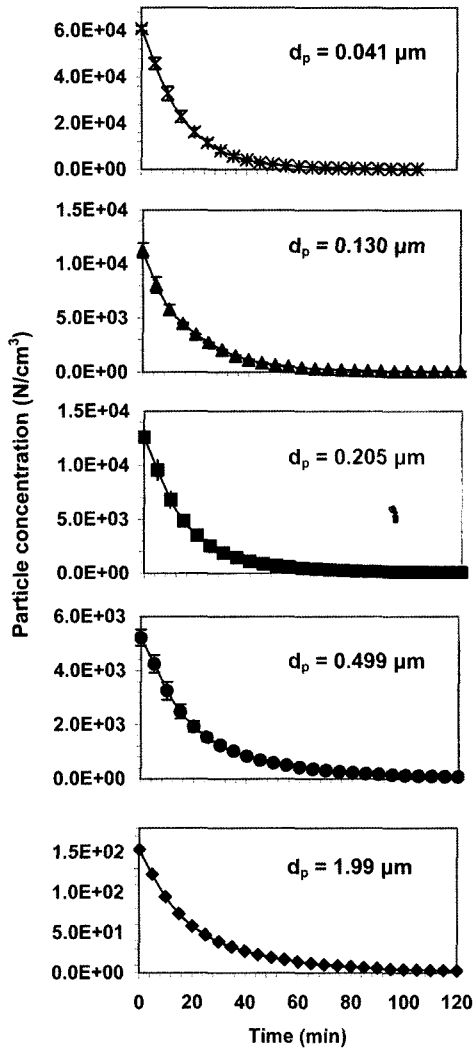 Particle concentration (N/cm³)
6.0E+04
4.0E+04
2.0E+04
0.0E+00
dp = 0.041 µm
1.5E+04
1.0E+04
5.0E+03
0.0E+00
dp = 0.130 µm
1.5E+04
1.0E+04
5.0E+03
0.0E+00
dp = 0.205 µm
6.0E+03
4.0E+03
2.0E+03
0.0E+00
dp = 0.499 µm
1.5E+02
1.0E+02
5.0E+01
0.0E+00
dp = 1.99 µm
0 20 40 60 80 100 120
Time (min)